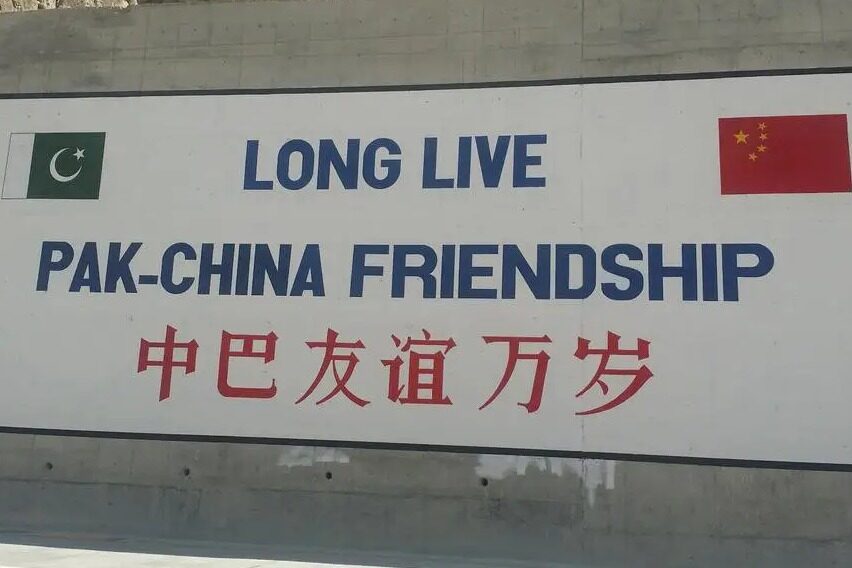 LONG LIVE
PAK-CHINA FRIENDSHIP
中巴友谊万岁